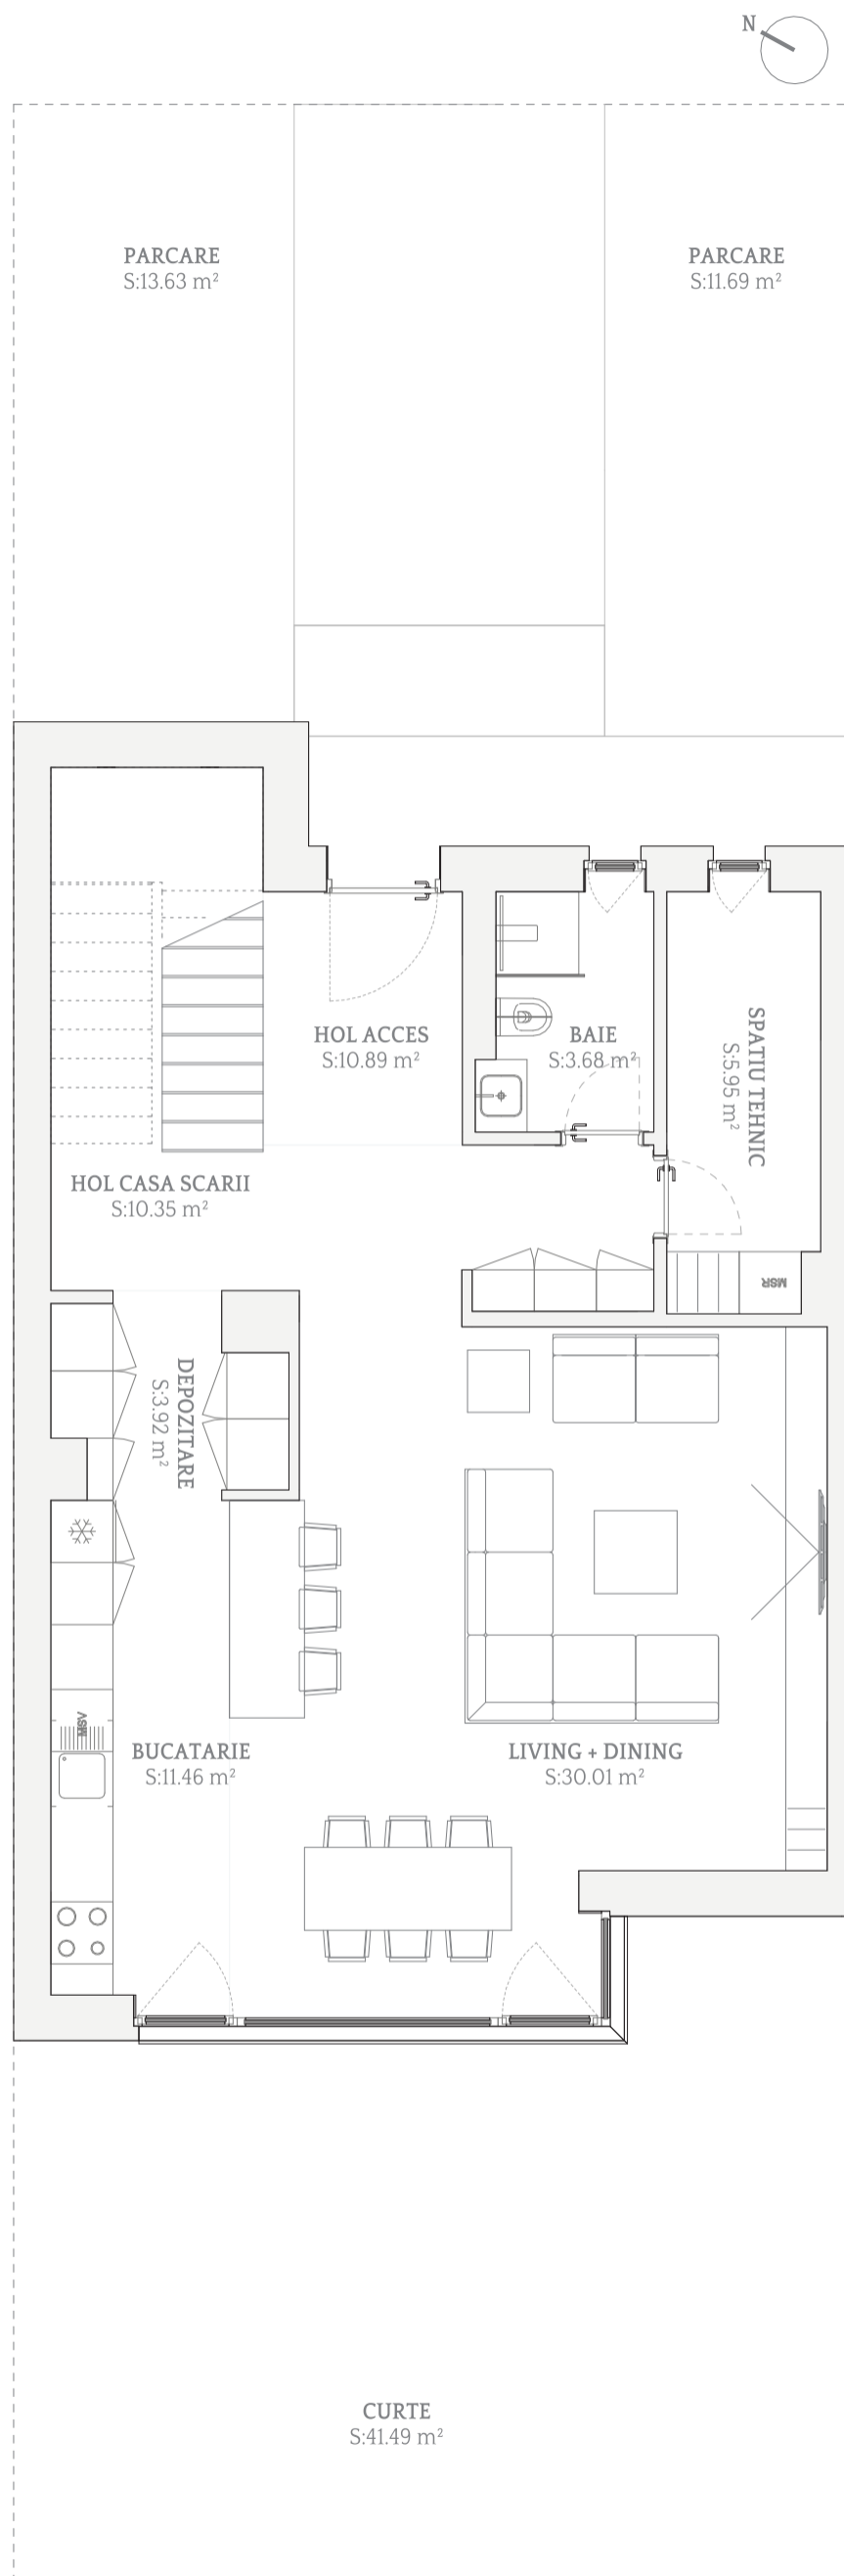 N
PARCARE
S:13.63 m²
PARCARE
S:11.69 m²
HOL ACCES
S:10.89 m²
BAIE
S:3.68 m²
SPATIU TEHNIC
S:5.95 m²
HOL CASA SCARII
S:10.35 m²
MSR
DEPOZITARE
S:3.92 m²
MSV
BUCATARIE
S:11.46 m²
LIVING + DINING
S:30.01 m²
CURTE
S:41.49 m²